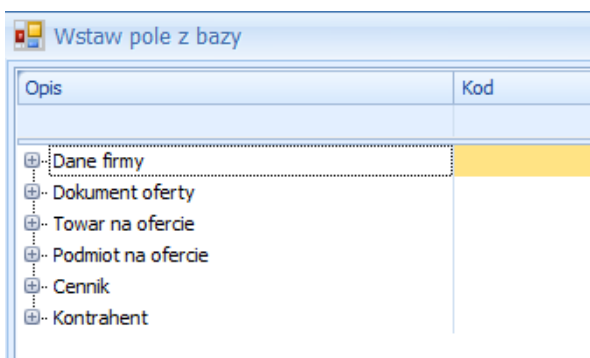 Wstaw pole z bazy
Opis Kod
Dane firmy
Dokument oferty
Towar na ofercie
Podmiot na ofercie
Cennik
Kontrahent